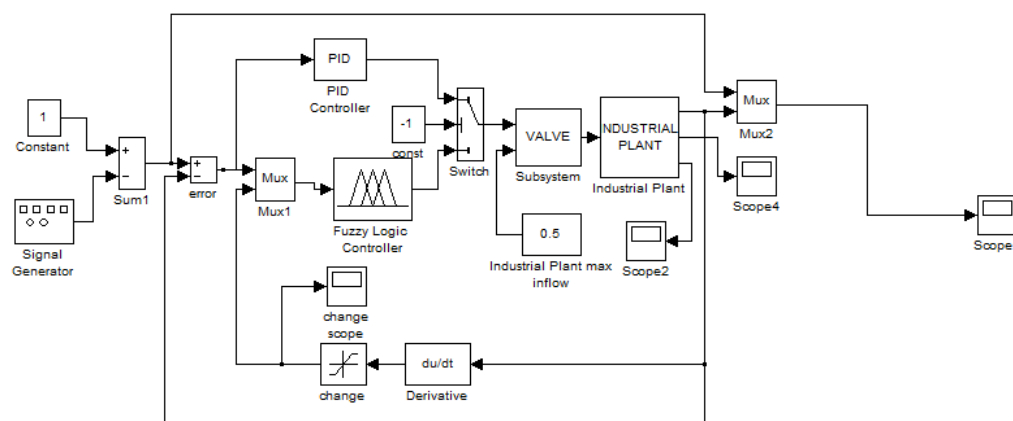 PID
PID
Controller
1
Constant
+
−
Sum1
+
−
error
Signal
Generator
Mux
Mux1
-1
const
Fuzzy Logic
Controller
Switch
VALVE
Subsystem
INDUSTRIAL
PLANT
Industrial Plant
Mux
Mux2
Scope4
Scope
0.5
Industrial Plant max
inflow
Scope2
change
scope
change
du/dt
Derivative